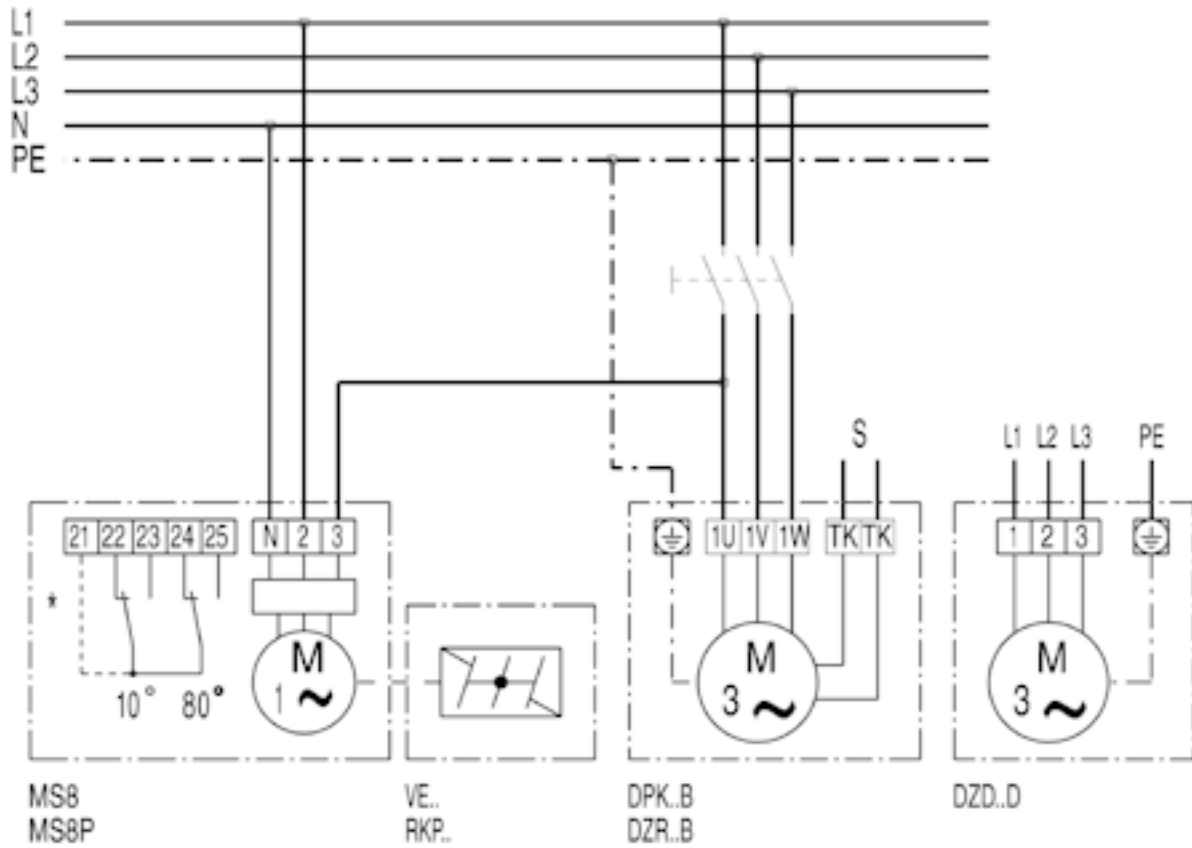 L1
L2
L3
N
PE
S
L1 L2 L3 PE
21 22 23 24 25 N 2 3 1U 1V 1W TK TK 1 2 3
*
M
1 ~
10° 80°
M
3 ~
M
3 ~
MS8
MS8P
VE..
RKP..
DPK..B
DZR..B
DZD..D